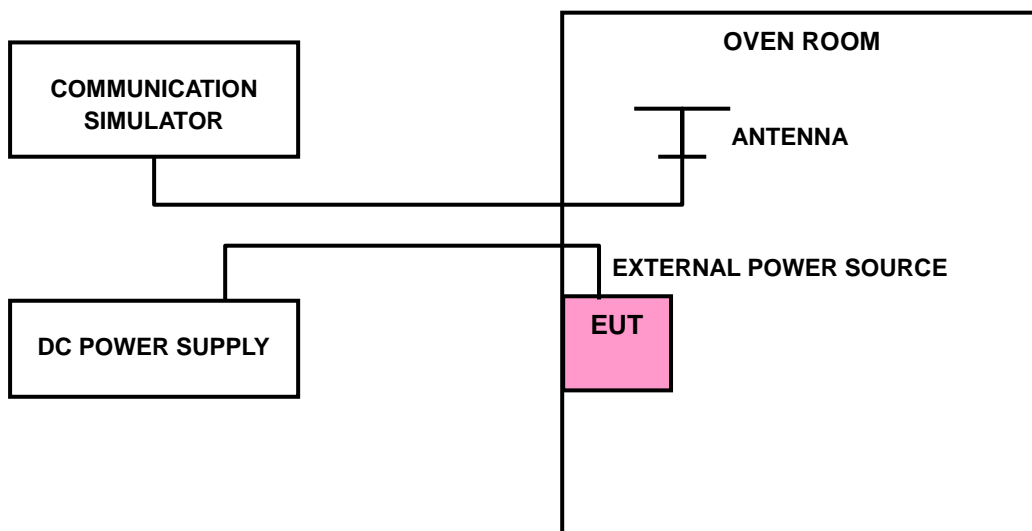 OVEN ROOM
COMMUNICATION
SIMULATOR
ANTENNA
EXTERNAL POWER SOURCE
EUT
DC POWER SUPPLY